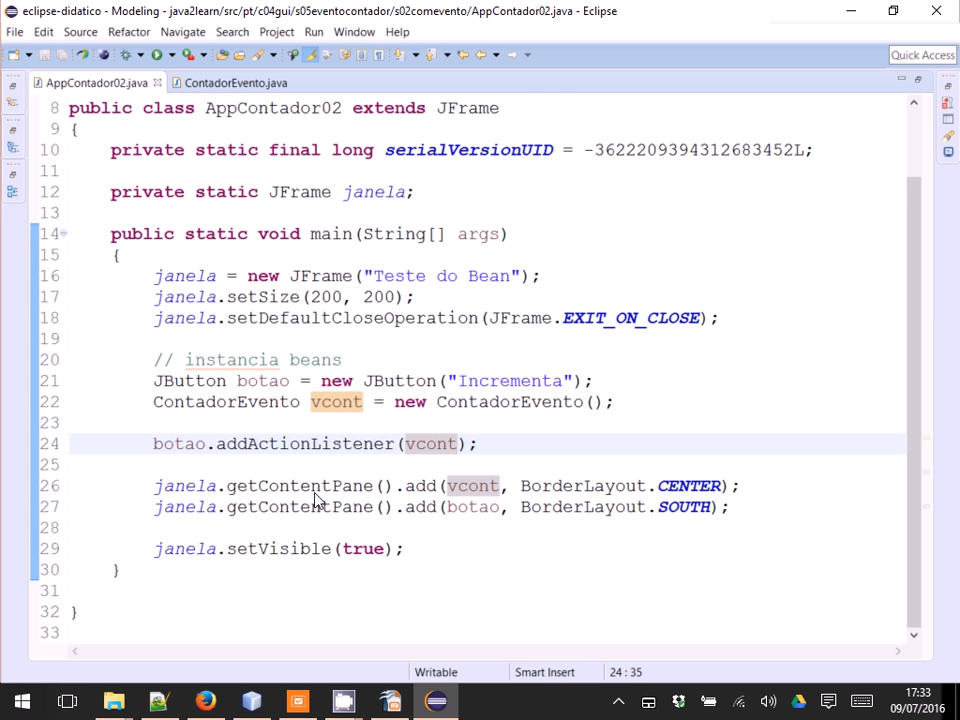 eclipse-didatico - Modeling - java2learn/src/pt/c04gui/s05eventocontador/s02comevento/AppContador02.java - Eclipse
File Edit Source Refactor Navigate Search Project Run Window Help
Quick Access
AppContador02.java ContadorEvento.java
8 public class AppContador02 extends JFrame
9 {
10 private static final long serialVersionUID = -3622209394312683452L;
11
12 private static JFrame janela;
13
14 public static void main(String[] args)
15 {
16 janela = new JFrame("Teste do Bean");
17 janela.setSize(200, 200);
18 janela.setDefaultCloseOperation(JFrame.EXIT_ON_CLOSE);
19
20 // instancia beans
21 JButton botao = new JButton("Incrementa");
22 ContadorEvento vcont = new ContadorEvento();
23
24 botao.addActionListener(vcont);
25
26 janela.getContentPane().add(vcont, BorderLayout.CENTER);
27 janela.getContentPane().add(botao, BorderLayout.SOUTH);
28
29 janela.setVisible(true);
30 }
31
32 }
33
Writable Smart Insert 24 : 35
17:33
09/07/2016